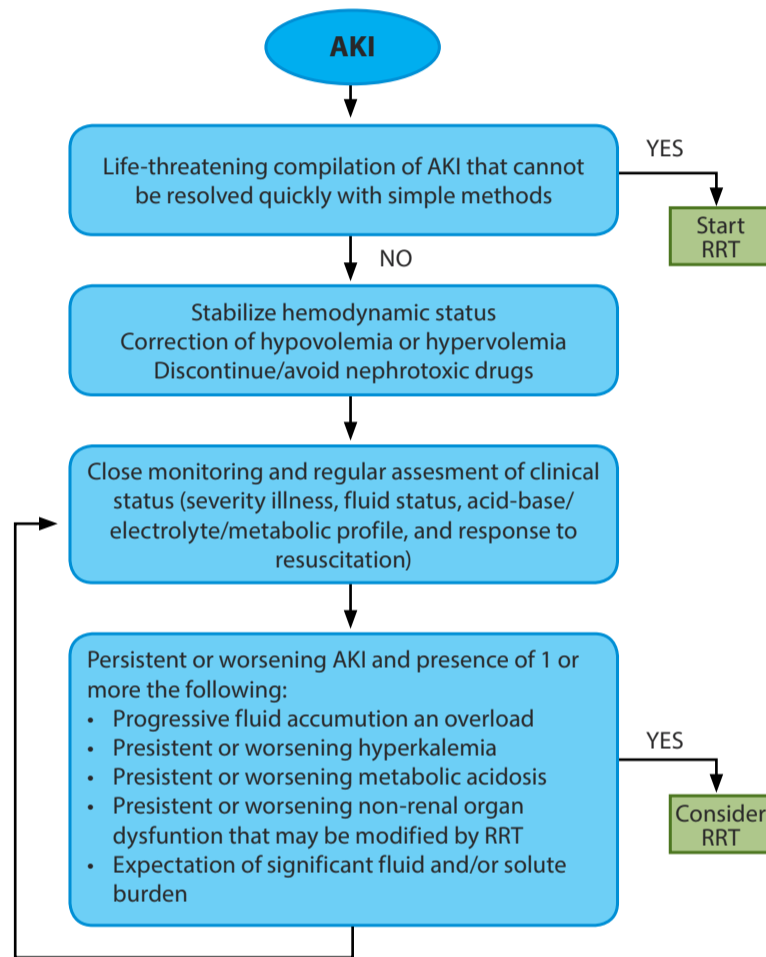 AKI
Life-threatening compilation of AKI that cannot
be resolved quickly with simple methods
YES
Start
RRT
NO
Stabilize hemodynamic status
Correction of hypovolemia or hypervolemia
Discontinue/avoid nephrotoxic drugs
Close monitoring and regular assesment of clinical
status (severity illness, fluid status, acid-base/
electrolyte/metabolic profile, and response to
resuscitation)
Persistent or worsening AKI and presence of 1 or
more the following:
• Progressive fluid accumution an overload
• Presistent or worsening hyperkalemia
• Presistent or worsening metabolic acidosis
• Presistent or worsening non-renal organ
dysfuntion that may be modified by RRT
• Expectation of significant fluid and/or solute
burden
YES
Consider
RRT